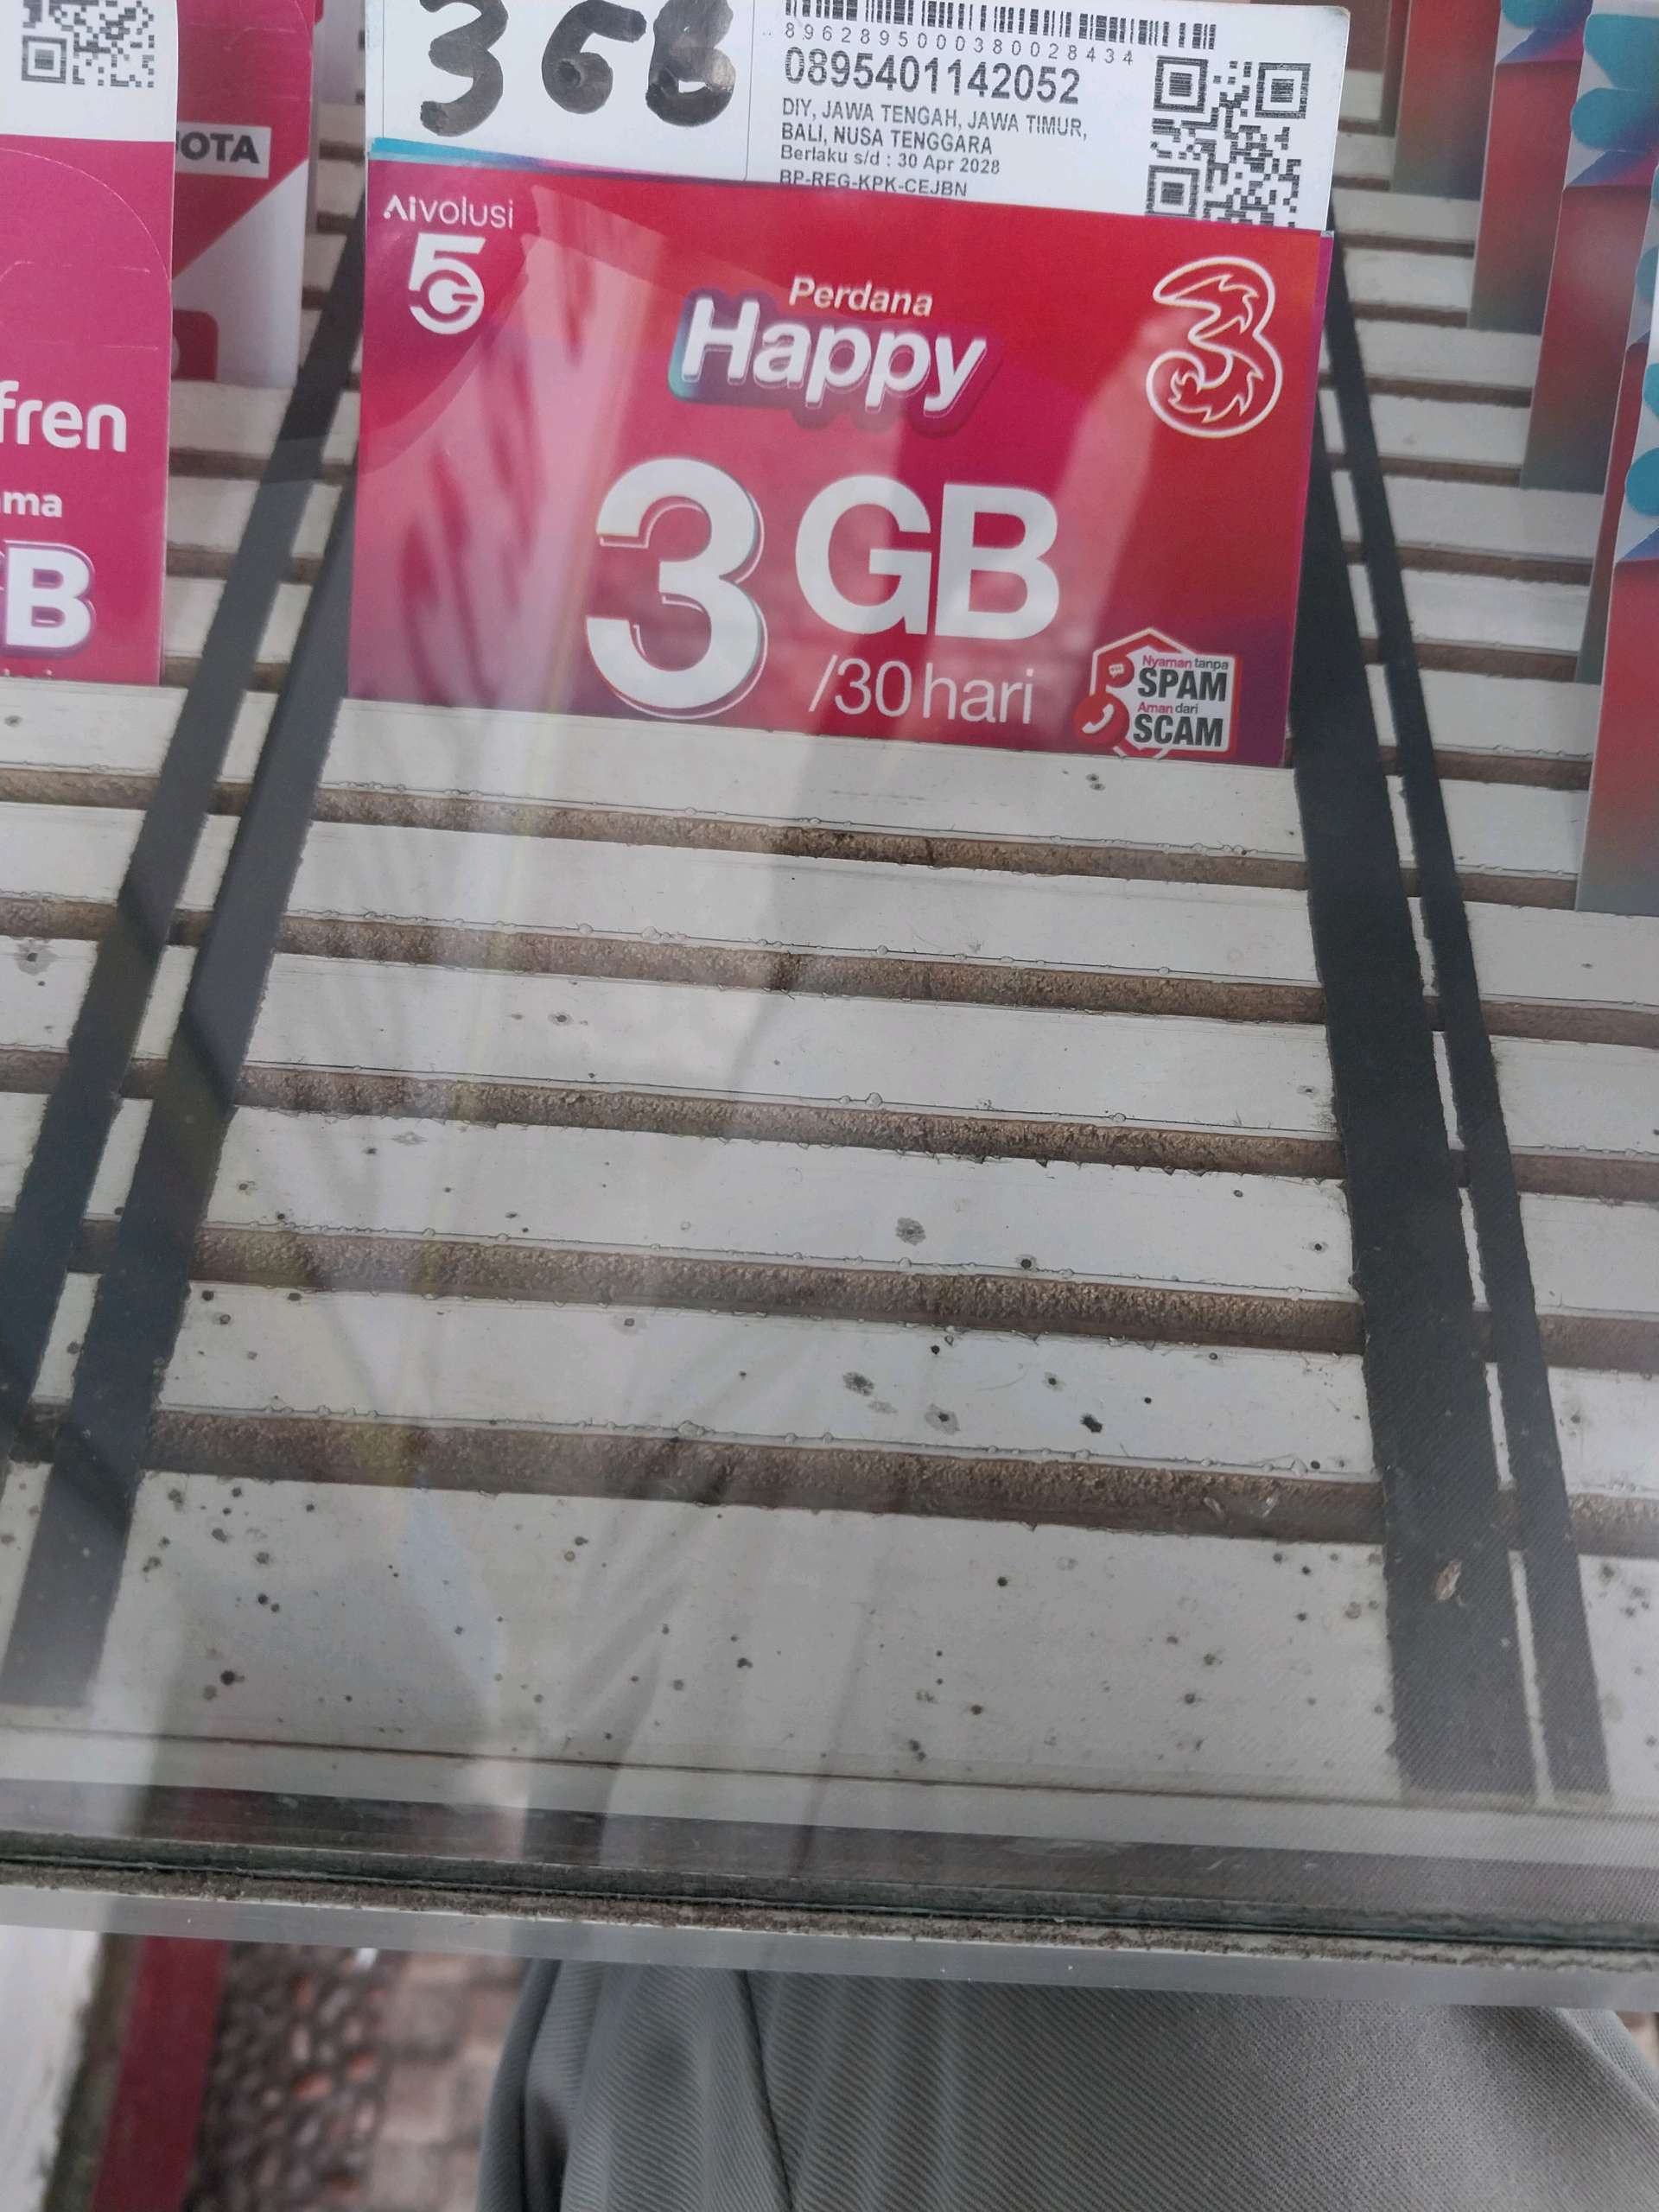 3GB
8962895000380028434
0895401142052
DIY, JAWA TENGAH, JAWA TIMUR,
BALI, NUSA TENGGARA
Berlaku s/d : 30 Apr 2028
BP-REG-KPK-CEJBN
Aivolusi
5G
Perdana
Happy
3
3 GB
/30 hari
Nyaman tanpa
SPAM
Aman dari
SCAM
OTA
fren
ma
B